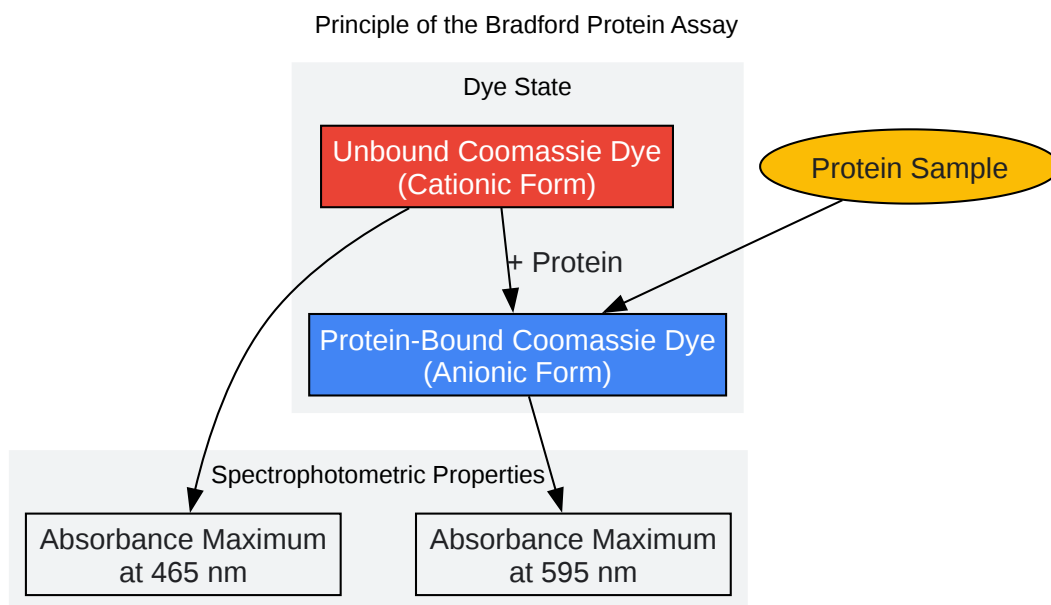 Principle of the Bradford Protein Assay
Dye State
Unbound Coomassie Dye
(Cationic Form)
Protein Sample
+ Protein
Protein-Bound Coomassie Dye
(Anionic Form)
Spectrophotometric Properties
Absorbance Maximum
at 465 nm
Absorbance Maximum
at 595 nm